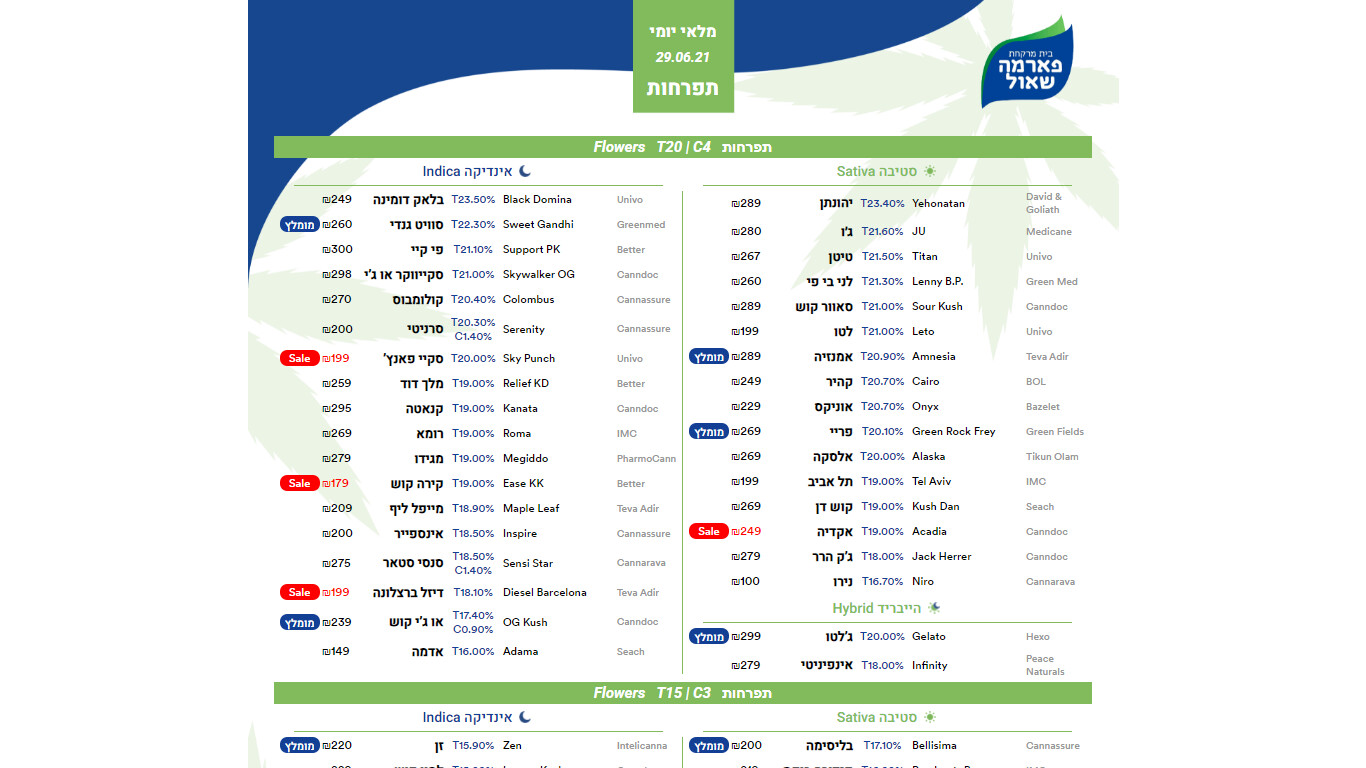 מלאי יומי
29.06.21
תפרחות
בית מרקחת
פארמה
שאול
תפרחות Flowers T20 | C4
אינדיקה Indica
₪249 בלאק דומינה T23.50% Black Domina Univo
מומלץ ₪260 סוויט גנדי T22.30% Sweet Gandhi Greenmed
₪300 פי קיי T21.10% Support PK Better
₪298 סקייווקר או ג׳י T21.00% Skywalker OG Canndoc
₪270 קולומבוס T20.40% Colombus Cannassure
₪200 סרניטי T20.30% C1.40% Serenity Cannassure
Sale ₪199 סקיי פאנץ׳ T20.00% Sky Punch Univo
₪259 מלך דוד T19.00% Relief KD Better
₪295 קנאטה T19.00% Kanata Canndoc
₪269 רומא T19.00% Roma IMC
₪279 מגידו T19.00% Megiddo PharmoCann
Sale ₪179 קירה קוש T19.00% Ease KK Better
₪209 מייפל ליף T18.90% Maple Leaf Teva Adir
₪200 אינספייר T18.50% Inspire Cannassure
₪275 סנסי סטאר T18.50% C1.40% Sensi Star Cannarava
Sale ₪199 דיזל ברצלונה T18.10% Diesel Barcelona Teva Adir
מומלץ ₪239 או ג׳י קוש T17.40% C0.90% OG Kush Canndoc
₪149 אדמה T16.00% Adama Seach
סטיבה Sativa
₪289 יהונתן T23.40% Yehonatan David & Goliath
₪280 ג׳ו T21.60% JU Medicane
₪267 טיטן T21.50% Titan Univo
₪260 לני בי פי T21.30% Lenny B.P. Green Med
₪289 סאוור קוש T21.00% Sour Kush Canndoc
₪199 לטו T21.00% Leto Univo
מומלץ ₪289 אמנזיה T20.90% Amnesia Teva Adir
₪249 קהיר T20.70% Cairo BOL
₪229 אוניקס T20.70% Onyx Bazelet
מומלץ ₪269 פריי T20.10% Green Rock Frey Green Fields
₪269 אלסקה T20.00% Alaska Tikun Olam
₪199 תל אביב T19.00% Tel Aviv IMC
₪269 קוש דן T19.00% Kush Dan Seach
Sale ₪249 אקדיה T19.00% Acadia Canndoc
₪279 ג׳ק הרר T18.00% Jack Herrer Canndoc
₪100 נירו T16.70% Niro Cannarava
הייבריד Hybrid
מומלץ ₪299 ג׳לטו T20.00% Gelato Hexo
₪279 אינפיניטי T18.00% Infinity Peace Naturals
תפרחות Flowers T15 | C3
אינדיקה Indica
מומלץ ₪220 זן T15.90% Zen Intelicanna
סטיבה Sativa
מומלץ ₪200 בליסימה T17.10% Bellisima Cannassure